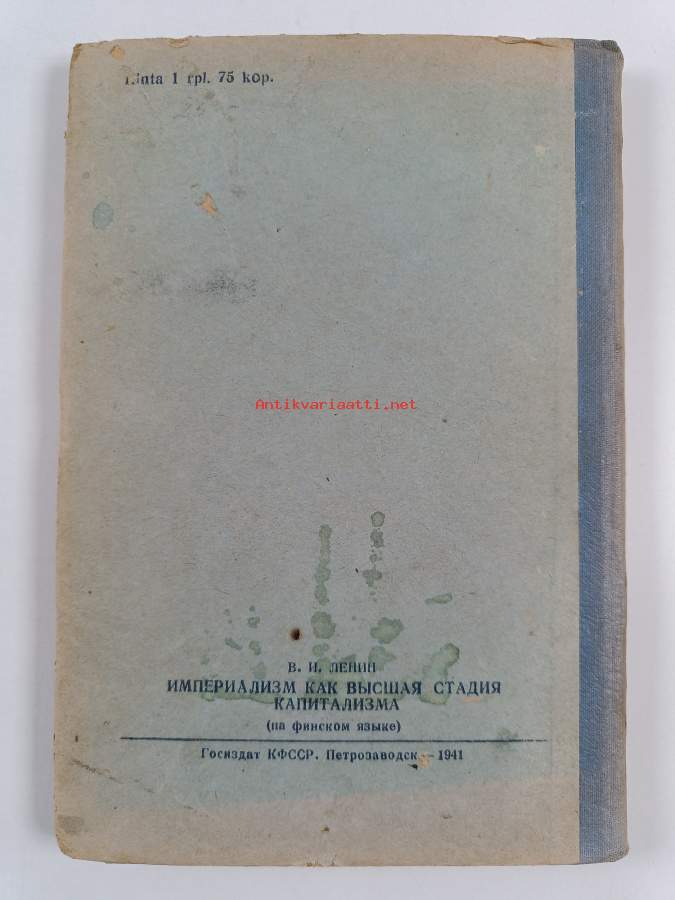 Hinta 1 rpl. 75 kop.
Antikvariaatti.net
В. И. ЛЕНИН
ИМПЕРИАЛИЗМ КАК ВЫСШАЯ СТАДИЯ
КАПИТАЛИЗМА
(на финском языке)
Госиздат КФССР. Петрозаводск—1941